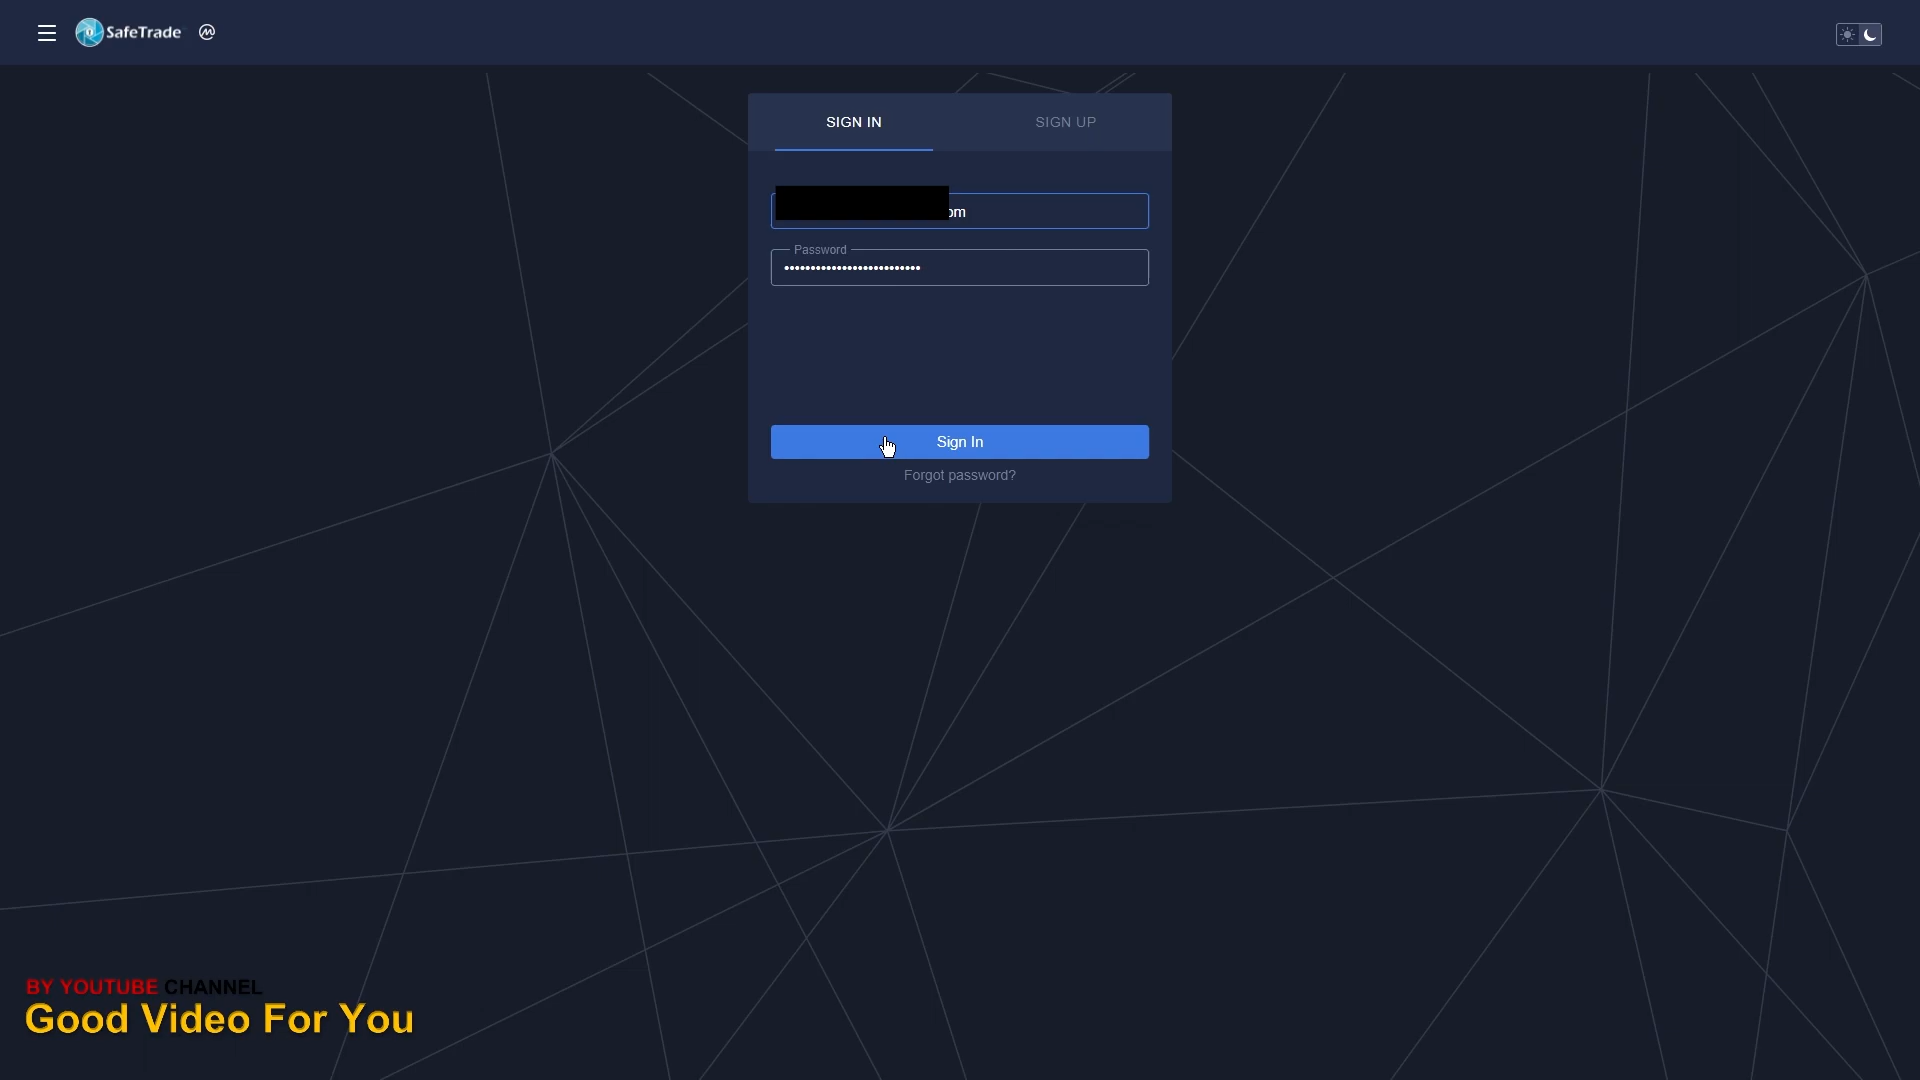 SafeTrade
SIGN IN
SIGN UP
om
Password
Sign In
Forgot password?
BY YOUTUBE CHANNEL
Good Video For You